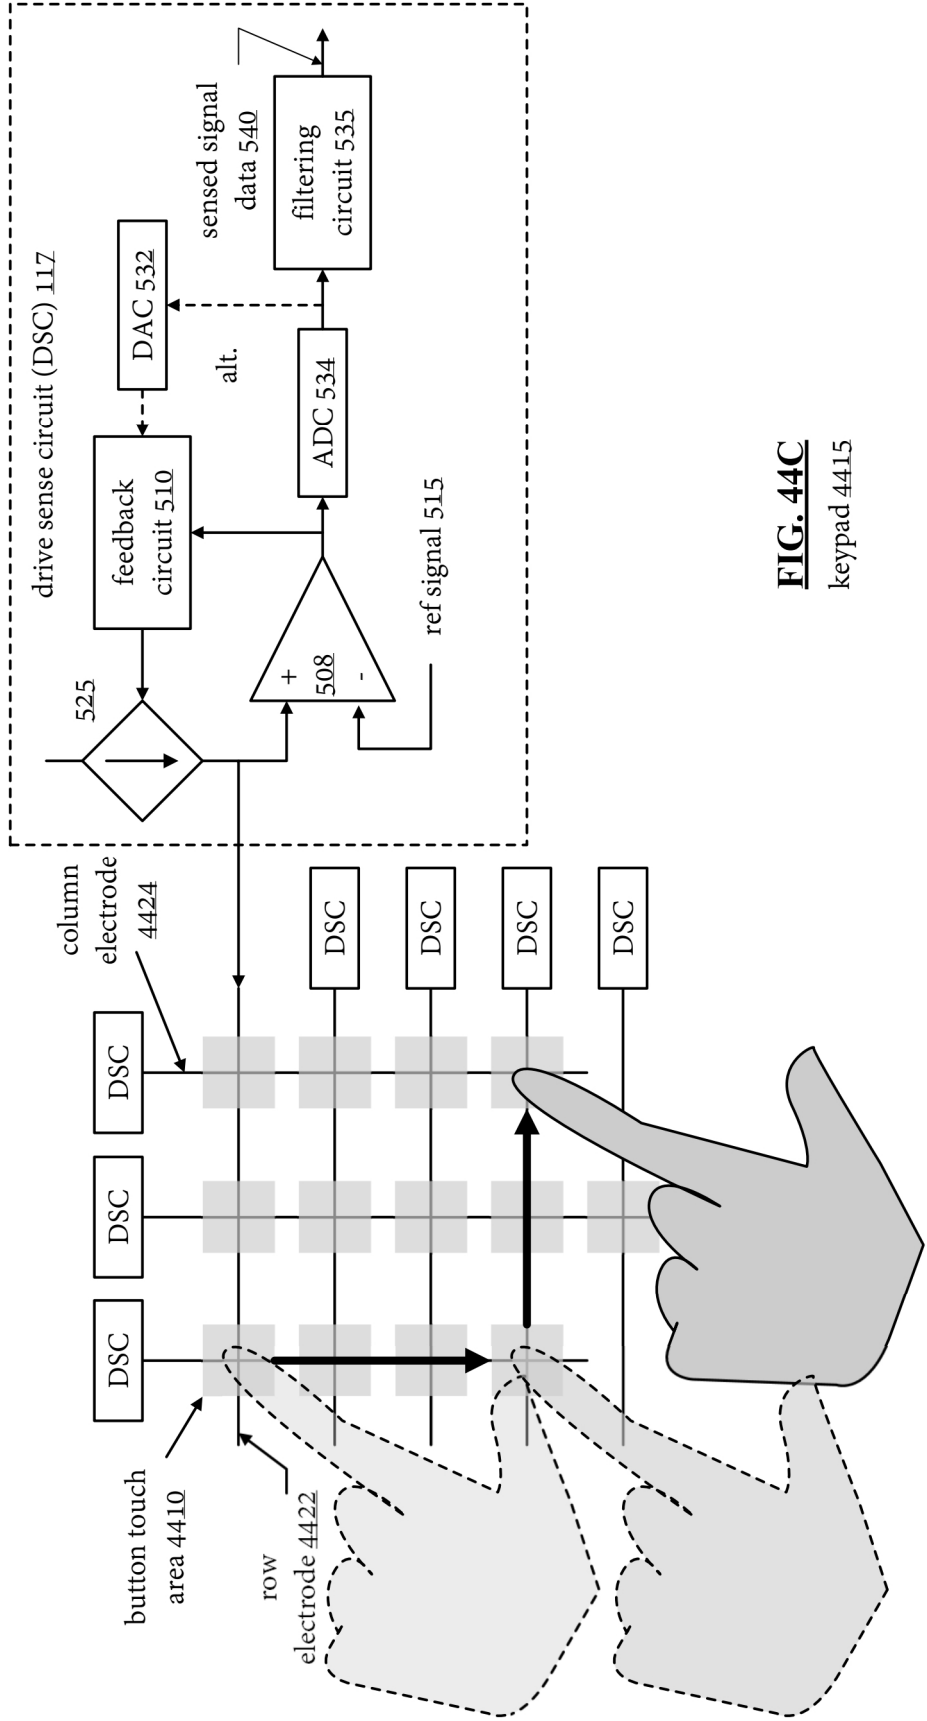 drive sense circuit (DSC) 117
525
feedback
circuit 510
DAC 532
sensed signal
data 540
alt.
+
508
-
ADC 534
filtering
circuit 535
ref signal 515
column
electrode
4424
DSC
DSC
DSC
DSC
DSC
DSC
DSC
button touch
area 4410
row
electrode 4422
FIG. 44C
keypad 4415